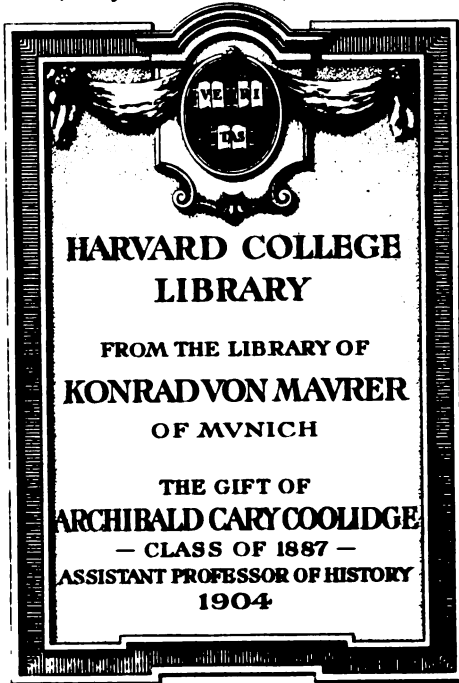 VE RI
TAS
HARVARD COLLEGE
LIBRARY
FROM THE LIBRARY OF
KONRAD VON MAVRER
OF MVNICH
THE GIFT OF
ARCHIBALD CARY COOLIDGE
— CLASS OF 1887 —
ASSISTANT PROFESSOR OF HISTORY
1904